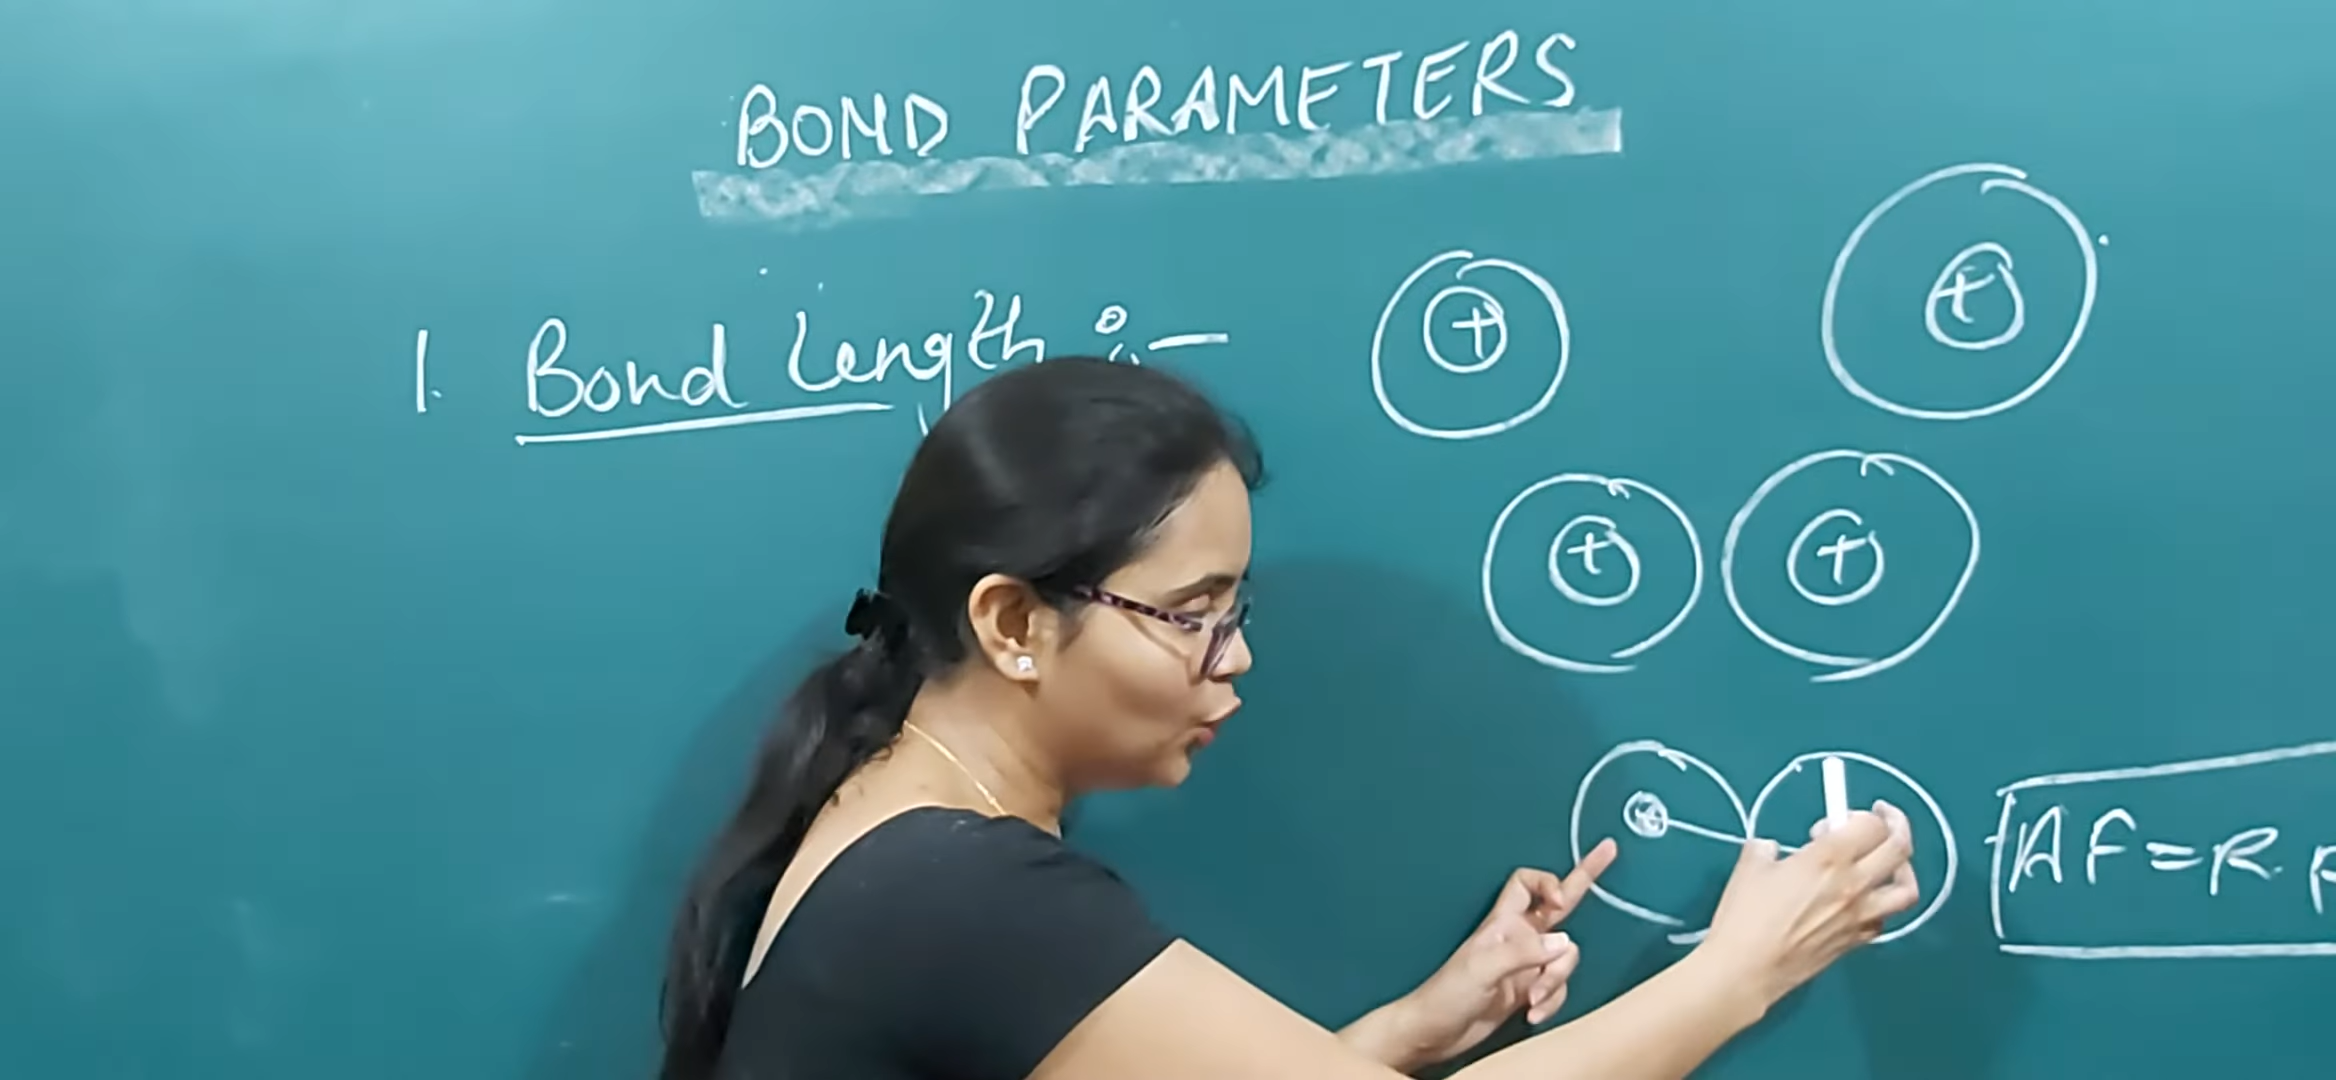 BOND PARAMETERS
1. Bond Length :-
+
+
+
+
+
AF = R.F